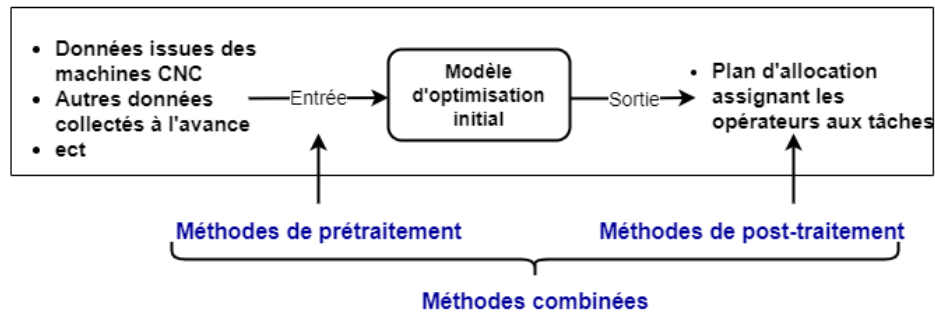 • Données issues des
machines CNC
• Autres données
collectés à l'avance
• ect
Entrée
Modèle
d'optimisation
initial
Sortie
• Plan d'allocation
assignant les
opérateurs aux tâches
Méthodes de prétraitement
Méthodes de post-traitement
Méthodes combinées